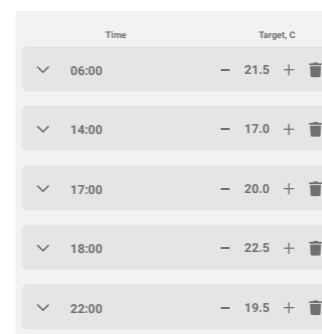 Time Target, C
06:00 − 21.5 +
14:00 − 17.0 +
17:00 − 20.0 +
18:00 − 22.5 +
22:00 − 19.5 +